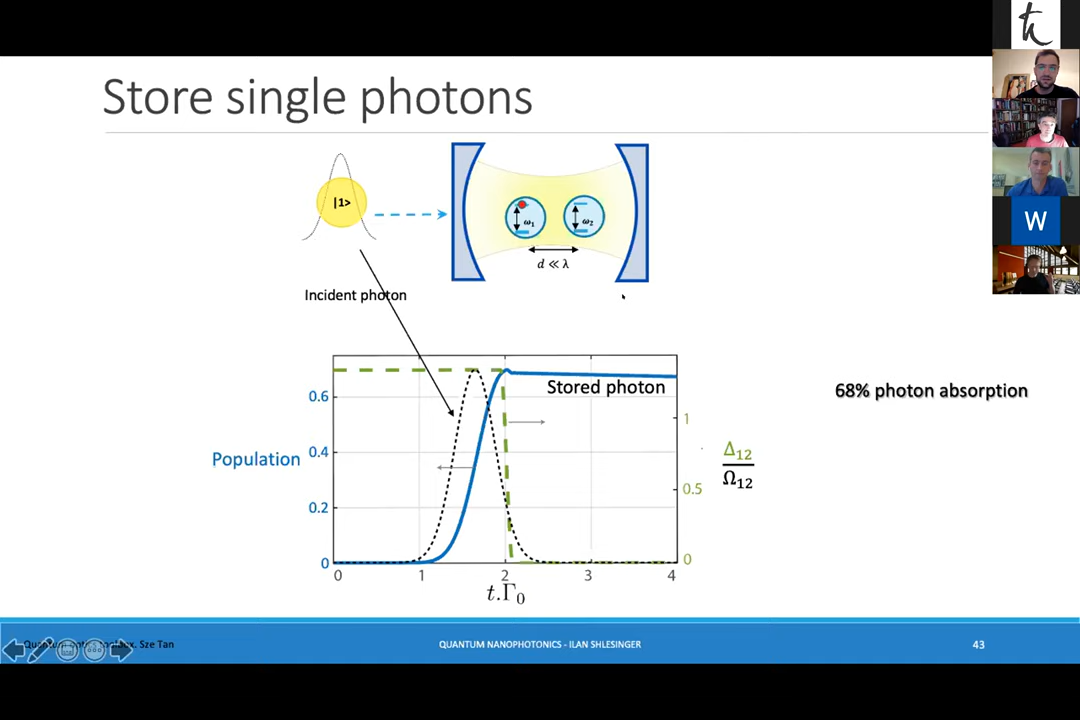 Store single photons
|1>
ω₁
ω₂
d ≪ λ
Incident photon
Stored photon
68% photon absorption
Population
0.6
0.4
0.2
0
1
0.5
0
Δ₁₂
Ω₁₂
0 1 2 3 4
t.Γ₀
W
Sze Tan
QUANTUM NANOPHOTONICS - ILAN SHLESINGER
43